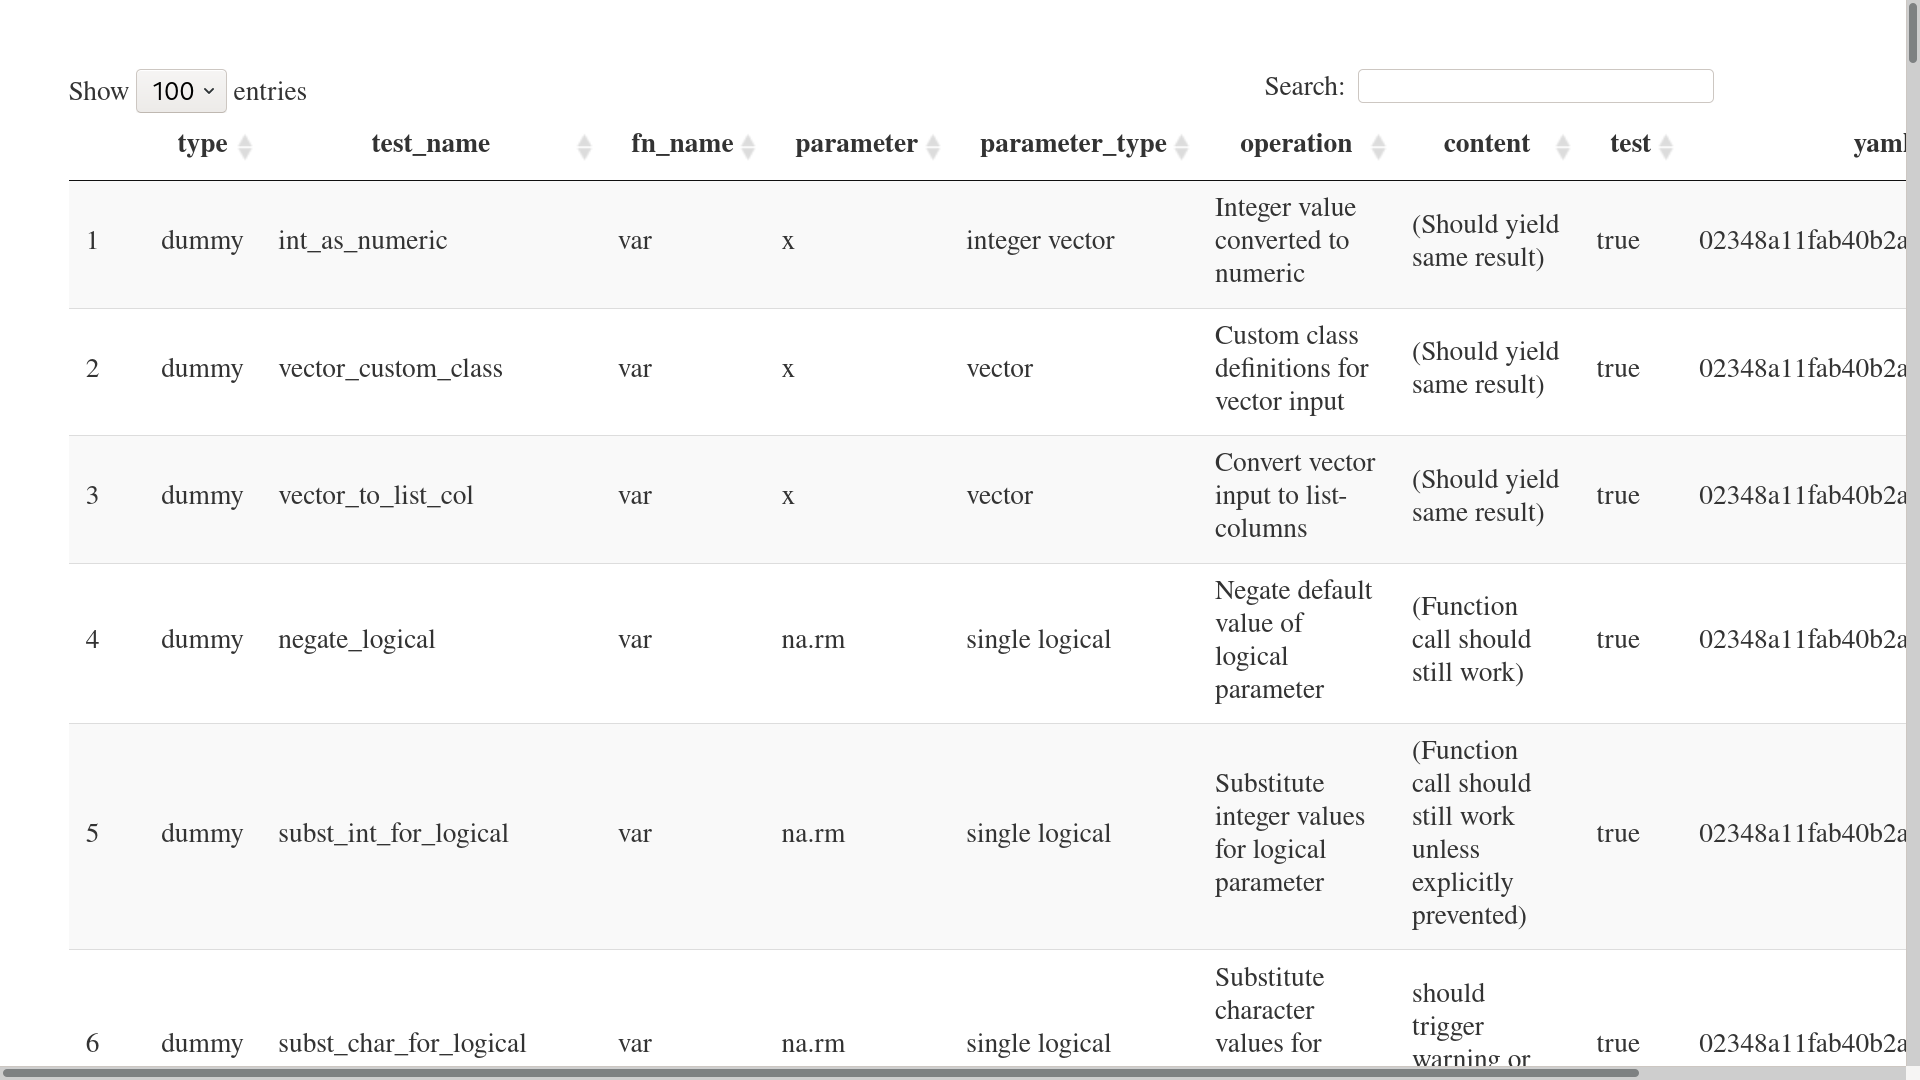 Show 100 entries
Search:
type test_name fn_name parameter parameter_type operation content test yaml
1 dummy int_as_numeric var x integer vector Integer value converted to numeric (Should yield same result) true 02348a11fab40b2a
2 dummy vector_custom_class var x vector Custom class definitions for vector input (Should yield same result) true 02348a11fab40b2a
3 dummy vector_to_list_col var x vector Convert vector input to list-columns (Should yield same result) true 02348a11fab40b2a
4 dummy negate_logical var na.rm single logical Negate default value of logical parameter (Function call should still work) true 02348a11fab40b2a
5 dummy subst_int_for_logical var na.rm single logical Substitute integer values for logical parameter (Function call should still work unless explicitly prevented) true 02348a11fab40b2a
6 dummy subst_char_for_logical var na.rm single logical Substitute character values for should trigger warning or true 02348a11fab40b2a